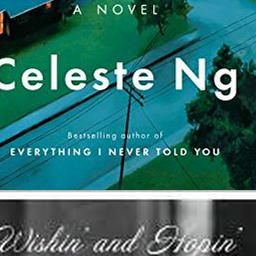 A NOVEL
Celeste Ng
Bestselling author of
EVERYTHING I NEVER TOLD YOU
Wishin' and Hopin'